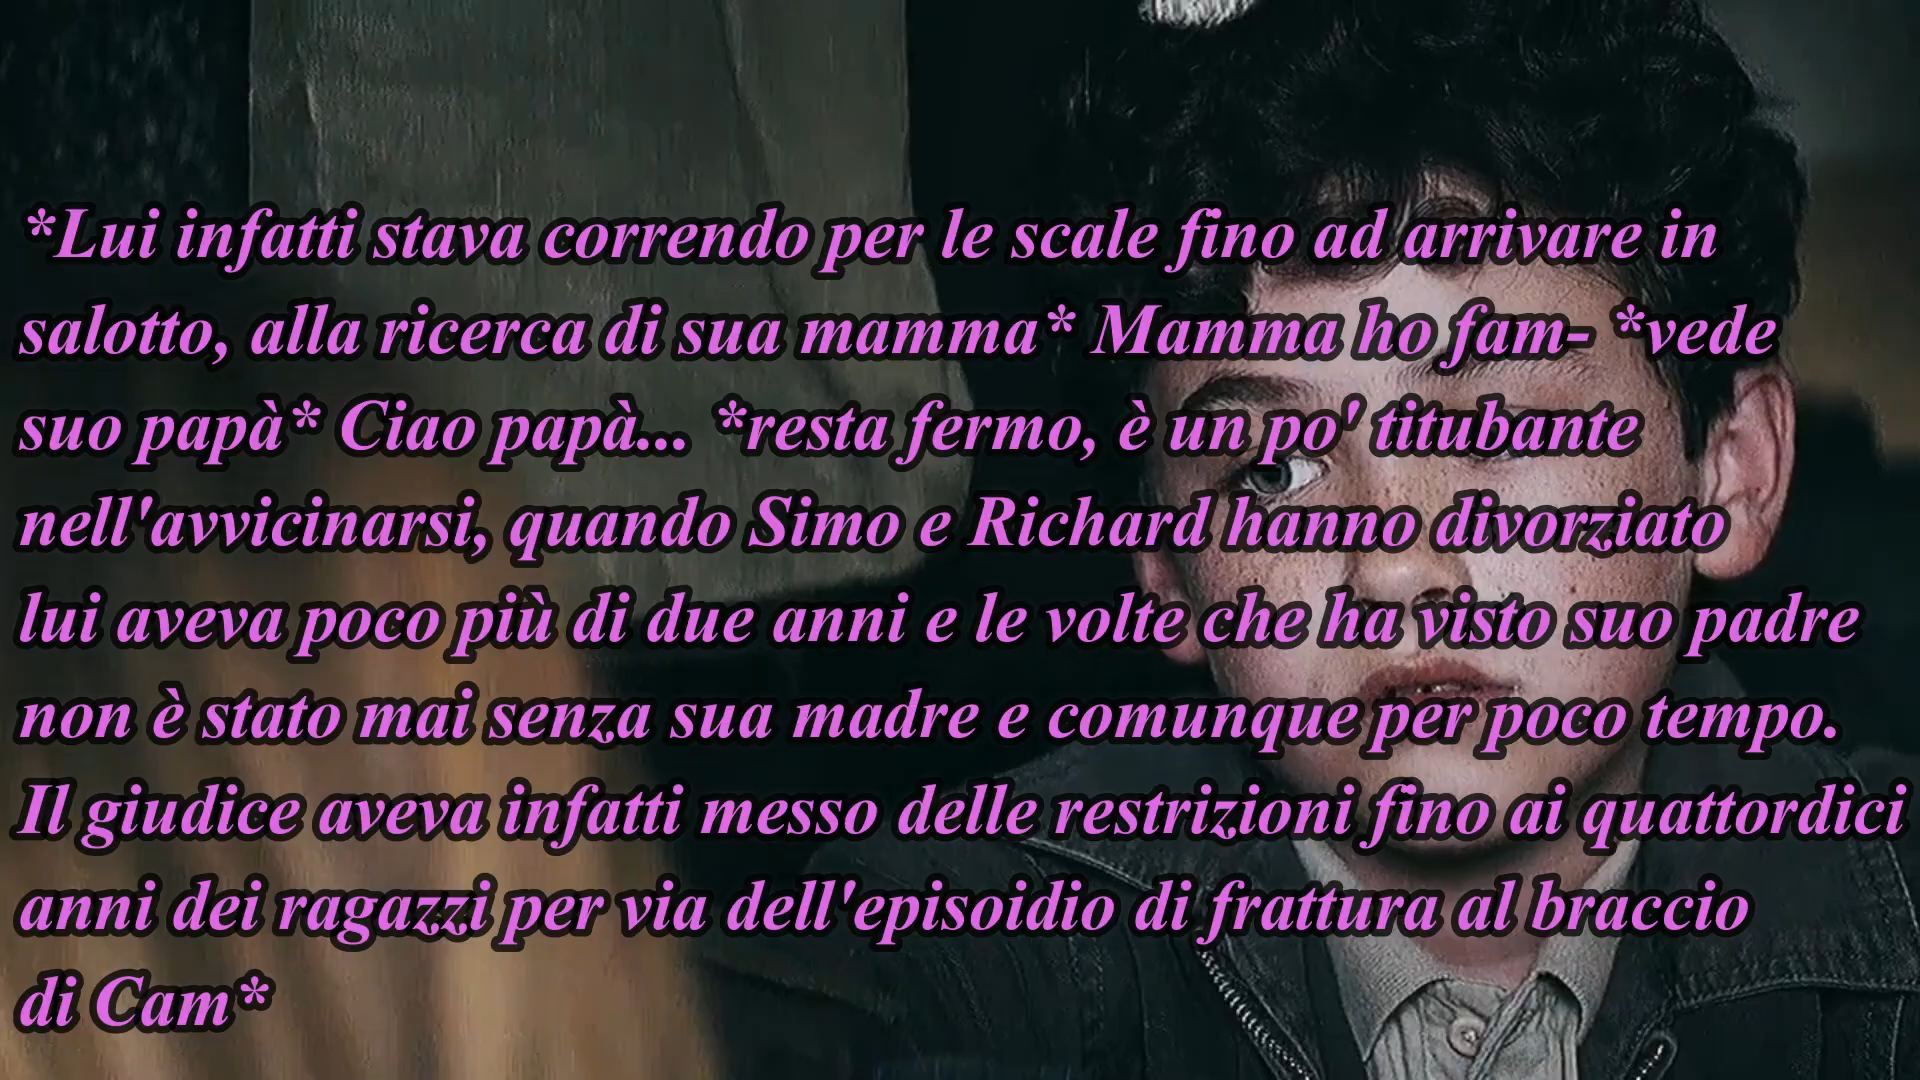 *Lui infatti stava correndo per le scale fino ad arrivare in
salotto, alla ricerca di sua mamma* Mamma ho fam- *vede
suo papà* Ciao papà... *resta fermo, è un po' titubante
nell'avvicinarsi, quando Simo e Richard hanno divorziato
lui aveva poco più di due anni e le volte che ha visto suo padre
non è stato mai senza sua madre e comunque per poco tempo.
Il giudice aveva infatti messo delle restrizioni fino ai quattordici
anni dei ragazzi per via dell'episoidio di frattura al braccio
di Cam*